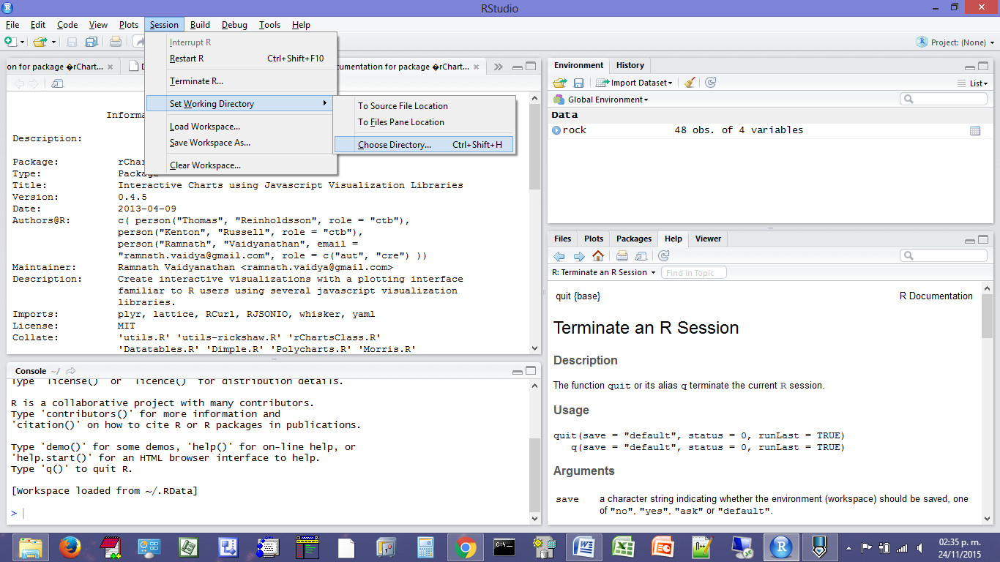 RStudio
File Edit Code View Plots Session Build Debug Tools Help
Project: (None)
Interrupt R
Restart R Ctrl+Shift+F10
Terminate R...
Set Working Directory
Load Workspace...
Save Workspace As...
Clear Workspace...
To Source File Location
To Files Pane Location
Choose Directory... Ctrl+Shift+H
on for package �rChart...
D
cumentation for package �rChart...
Informa
Description:
Package: rChar
Type: Package
Title: Interactive Charts using Javascript Visualization Libraries
Version: 0.4.5
Date: 2013-04-09
Authors@R: c( person("Thomas", "Reinholdsson", role = "ctb"),
person("Kenton", "Russell", role = "ctb"),
person("Ramnath", "Vaidyanathan", email =
"ramnath.vaidya@gmail.com", role = c("aut", "cre") ))
Maintainer: Ramnath Vaidyanathan <ramnath.vaidya@gmail.com>
Description: Create interactive visualizations with a plotting interface
familiar to R users using several javascript visualization
libraries.
Imports: plyr, lattice, RCurl, RJSONIO, whisker, yaml
License: MIT
Collate: 'utils.R' 'utils-rickshaw.R' 'rChartsClass.R'
'Datatables.R' 'Dimple.R' 'Polycharts.R' 'Morris.R'
Console ~/
Type 'license()' or 'licence()' for distribution details.
R is a collaborative project with many contributors.
Type 'contributors()' for more information and
'citation()' on how to cite R or R packages in publications.
Type 'demo()' for some demos, 'help()' for on-line help, or
'help.start()' for an HTML browser interface to help.
Type 'q()' to quit R.
[Workspace loaded from ~/.RData]
>
Environment History
Import Dataset List
Global Environment
Data
rock 48 obs. of 4 variables
Files Plots Packages Help Viewer
R: Terminate an R Session Find in Topic
quit {base} R Documentation
Terminate an R Session
Description
The function quit or its alias q terminate the current R session.
Usage
quit(save = "default", status = 0, runLast = TRUE)
q(save = "default", status = 0, runLast = TRUE)
Arguments
save a character string indicating whether the environment (workspace) should be saved, one
of "no", "yes", "ask" or "default".
02:35 p. m.
24/11/2015